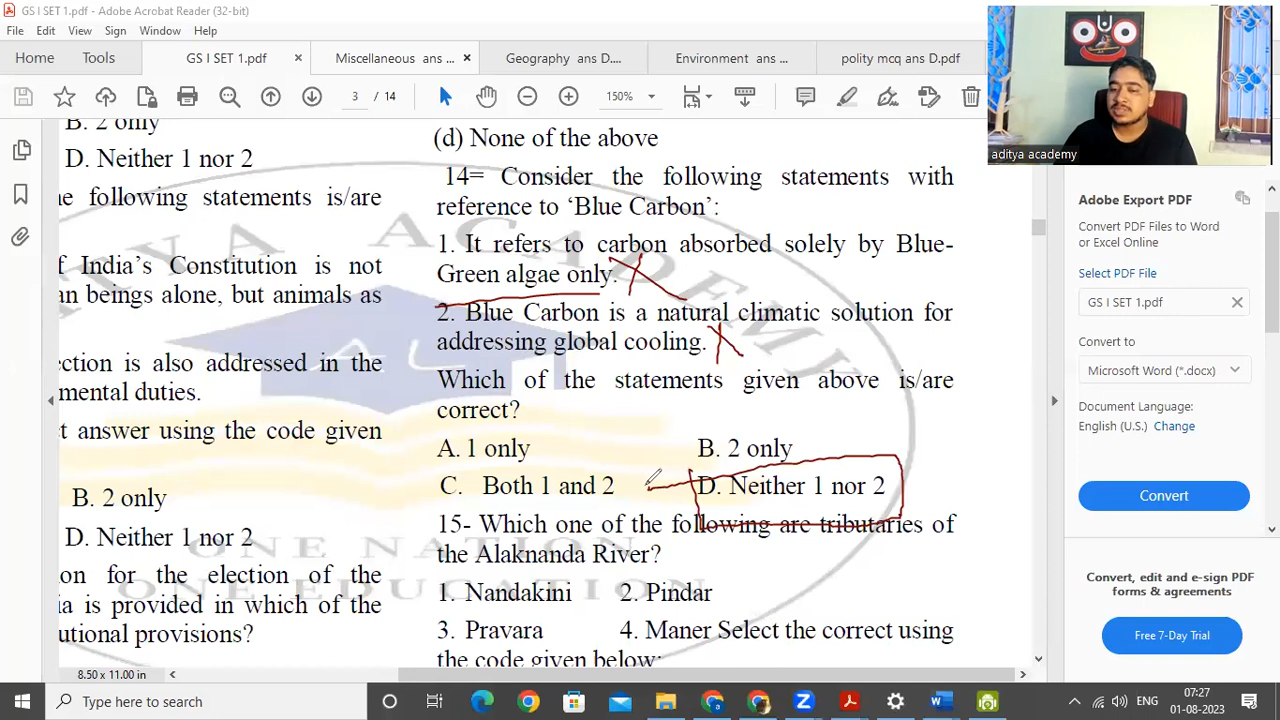 GS I SET 1.pdf - Adobe Acrobat Reader (32-bit)
File Edit View Sign Window Help
Home Tools GS I SET 1.pdf × Miscella ans ... × Geography ans D.... Environment ans ... polity mcq ans D.pdf
3 / 14 150%
B. 2 only
D. Neither 1 nor 2
e following statements is/are
f India's Constitution is not
an beings alone, but animals as
ection is also addressed in the
mental duties.
ct answer using the code given
B. 2 only
D. Neither 1 nor 2
on for the election of the
ia is provided in which of the
utional provisions?
(d) None of the above
14= Consider the following statements with
reference to ‘Blue Carbon’:
1. It refers to carbon absorbed solely by Blue-
Green algae only.
2. Blue Carbon is a natural climatic solution for
addressing global cooling.
Which of the statements given above is/are
correct?
A. 1 only B. 2 only
C. Both 1 and 2 D. Neither 1 nor 2
15- Which one of the following are tributaries of
the Alaknanda River?
1. Nandakini 2. Pindar
3. Pravara 4. Maner Select the correct using
the code given below:
ADITYA ACADEMY
AL
ONE NATION
ONE EDUCATION
8.50 x 11.00 in
aditya academy
Adobe Export PDF
Convert PDF Files to Word
or Excel Online
Select PDF File
GS I SET 1.pdf
Convert to
Microsoft Word (*.docx)
Document Language:
English (U.S.) Change
Convert
Convert, edit and e-sign PDF
forms & agreements
Free 7-Day Trial
Type here to search
ENG
07:27
01-08-2023